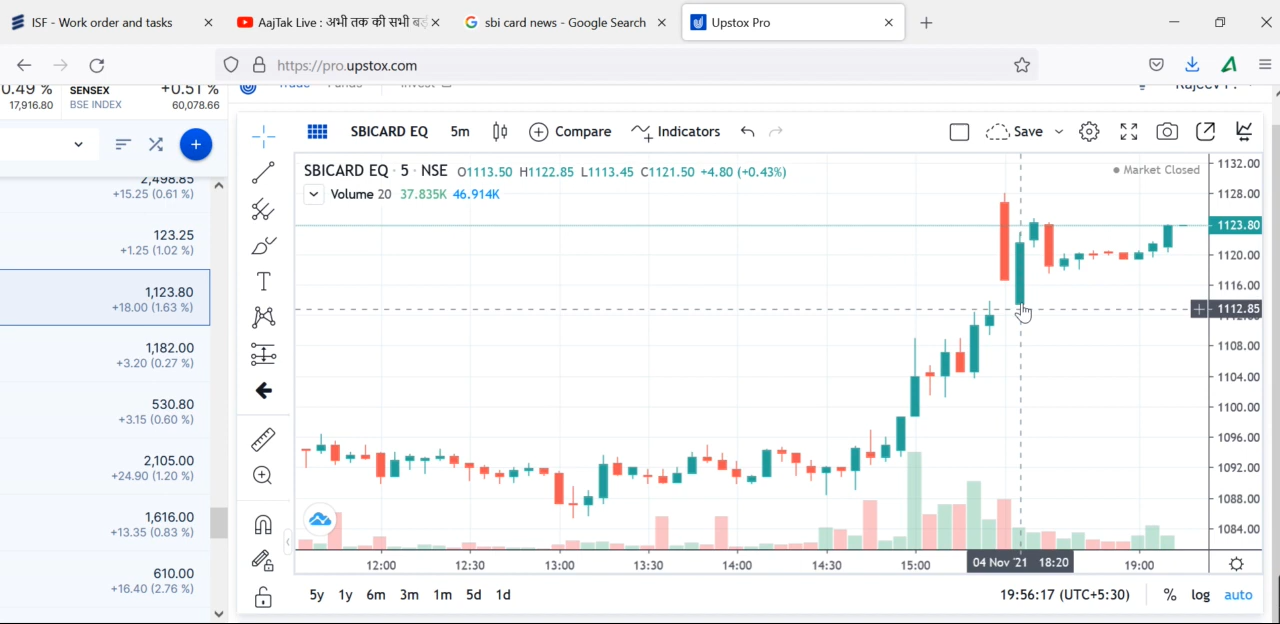 ISF - Work order and tasks
AajTak Live : अभी तक की सभी बड़
sbi card news - Google Search
Upstox Pro
https://pro.upstox.com
0.49 %
17,916.80
SENSEX
BSE INDEX
+0.51 %
60,078.66
SBICARD EQ
5m
Compare
Indicators
Save
SBICARD EQ · 5 · NSE O1113.50 H1122.85 L1113.45 C1121.50 +4.80 (+0.43%)
Market Closed
Volume 20 37.835K 46.914K
2,498.85
+15.25 (0.61 %)
123.25
+1.25 (1.02 %)
1,123.80
+18.00 (1.63 %)
1,182.00
+3.20 (0.27 %)
530.80
+3.15 (0.60 %)
2,105.00
+24.90 (1.20 %)
1,616.00
+13.35 (0.83 %)
610.00
+16.40 (2.76 %)
1132.00
1128.00
1123.80
1120.00
1116.00
1112.85
1108.00
1104.00
1100.00
1096.00
1092.00
1088.00
1084.00
12:00
12:30
13:00
13:30
14:00
14:30
15:00
04 Nov '21 18:20
19:00
5y 1y 6m 3m 1m 5d 1d
19:56:17 (UTC+5:30)
% log auto